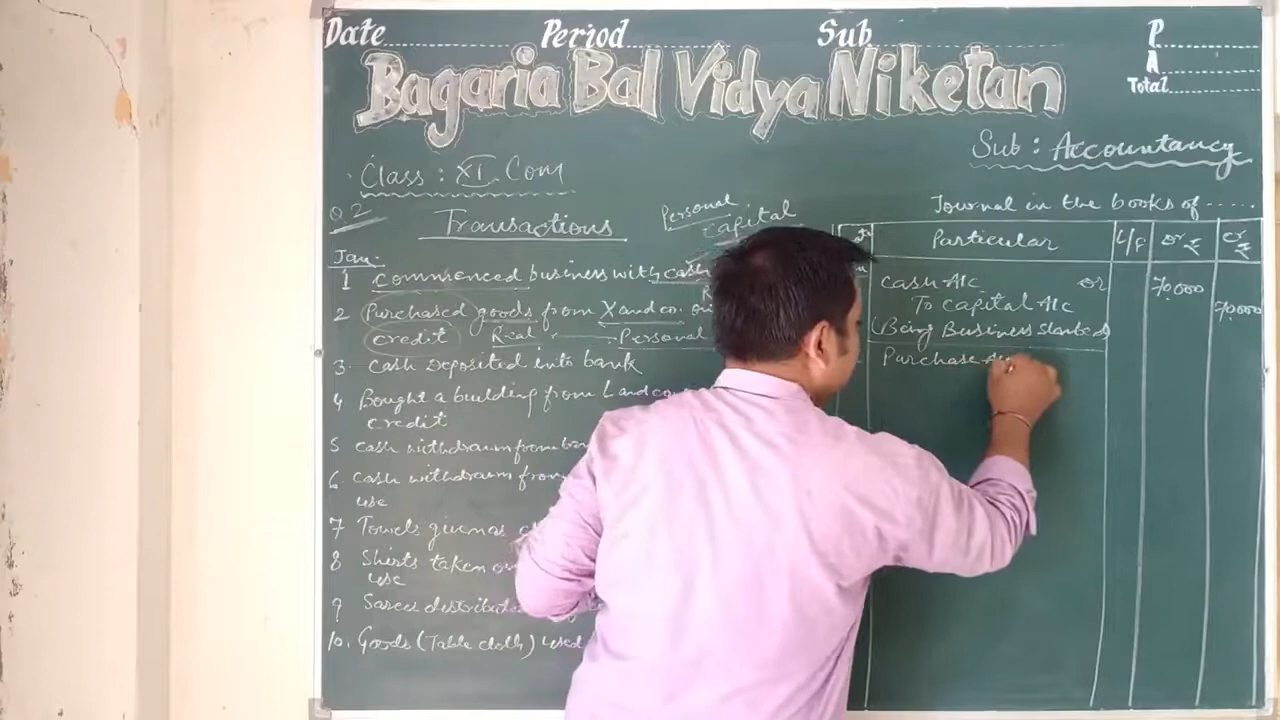 Date Period Sub P
A
Total
Bagaria Bal Vidya Niketan
Sub : Accountancy
Class : XI. Com
Q2
Transactions
Personal
capital
Jan.
1 Commenced business with cash
2 Purchased goods from X and co. on
credit Real Personal
3. Cash deposited into bank
4 Bought a building from L and co
credit
5 cash withdrawn from
6. cash withdrawn from
use
7 Towels given as
8 Shirts taken
use
9 Sarees distributed
10. Goods (Table cloth) used
Journal in the books of
Particular L/F Dr ₹ Cr ₹
Cash A/c Dr 70,000
To Capital A/c 70,000
(Being Business started)
Purchase A/c